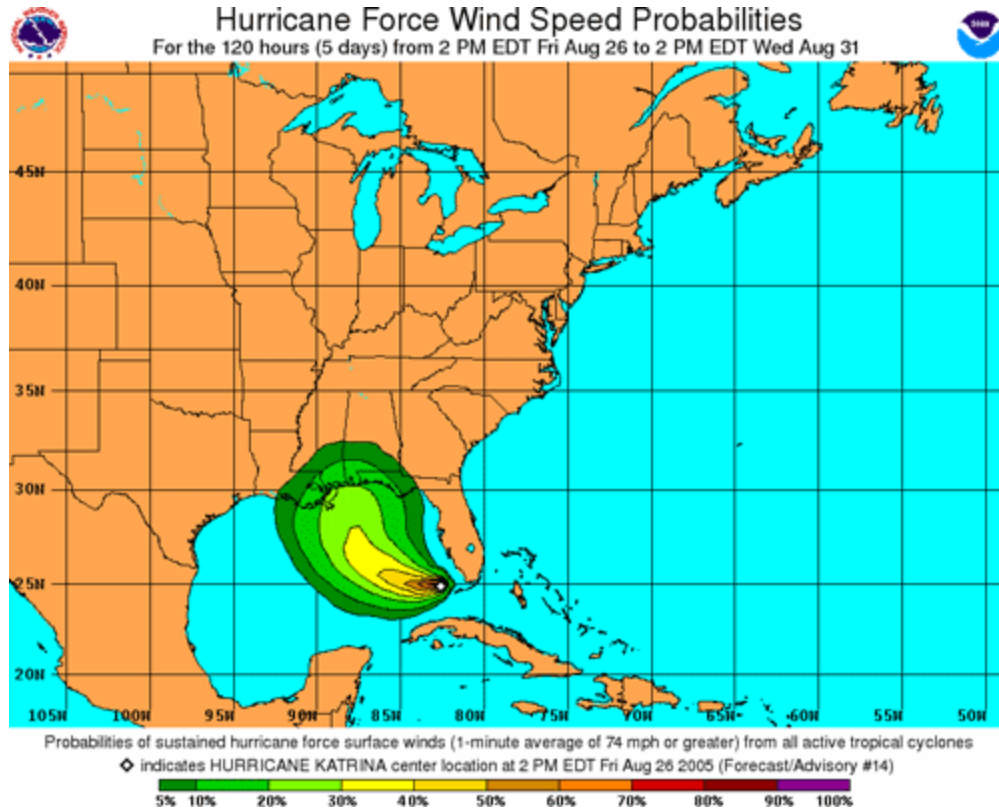 Hurricane Force Wind Speed Probabilities
For the 120 hours (5 days) from 2 PM EDT Fri Aug 26 to 2 PM EDT Wed Aug 31
45N
40N
35N
30N
25N
20N
105W 100W 95W 90W 85W 80W 75W 70W 65W 60W 55W 50W
Probabilities of sustained hurricane force surface winds (1-minute average of 74 mph or greater) from all active tropical cyclones
indicates HURRICANE KATRINA center location at 2 PM EDT Fri Aug 26 2005 (Forecast/Advisory #14)
5% 10% 20% 30% 40% 50% 60% 70% 80% 90% 100%